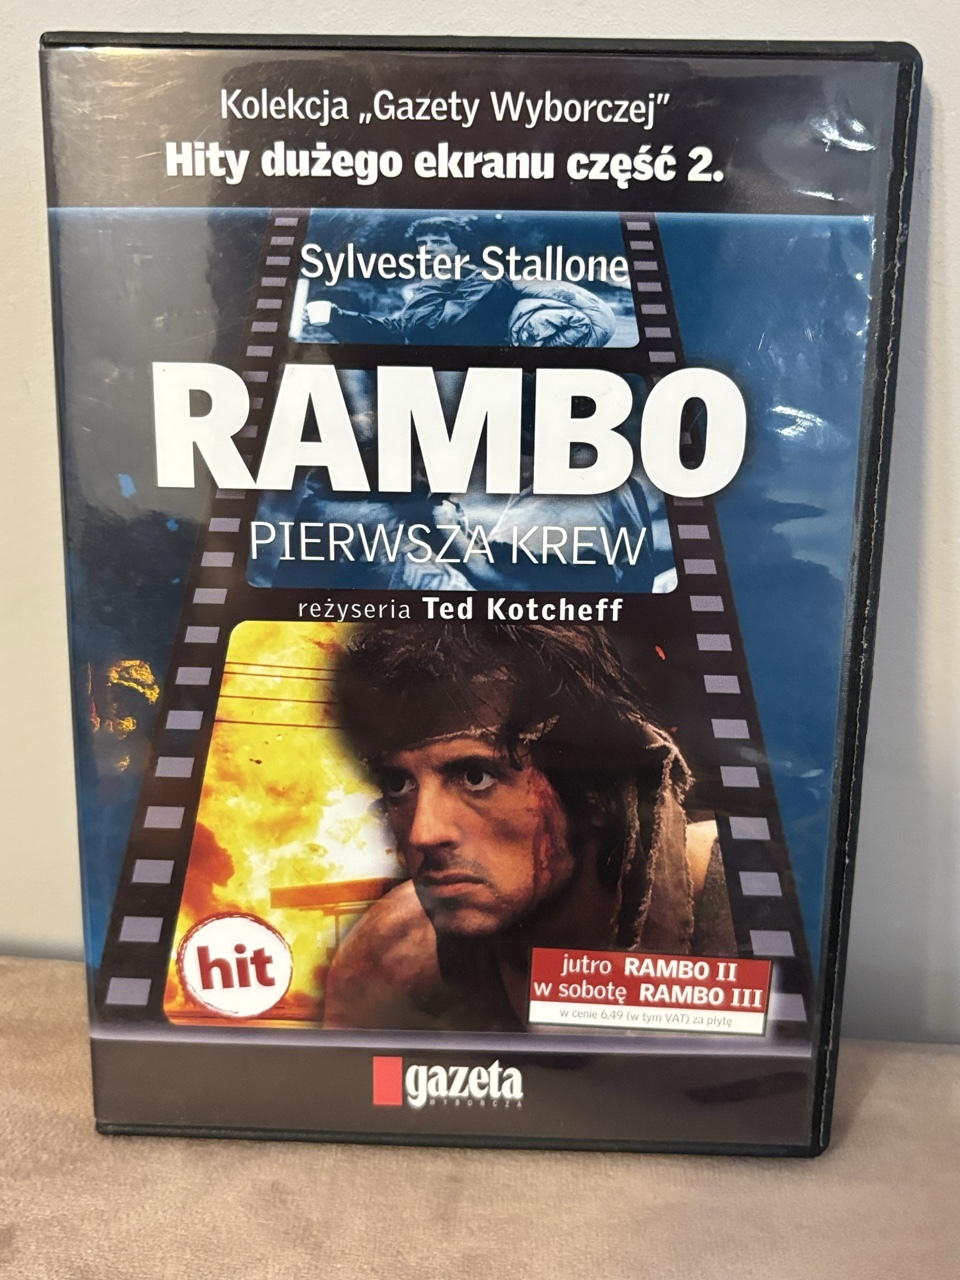 Kolekcja „Gazety Wyborczej”
Hity dużego ekranu część 2.
Sylvester Stallone
RAMBO
PIERWSZA KREW
reżyseria Ted Kotcheff
hit
jutro RAMBO II
w sobotę RAMBO III
w cenie 6,49 (w tym VAT) za płytę
gazeta
WYBORCZA